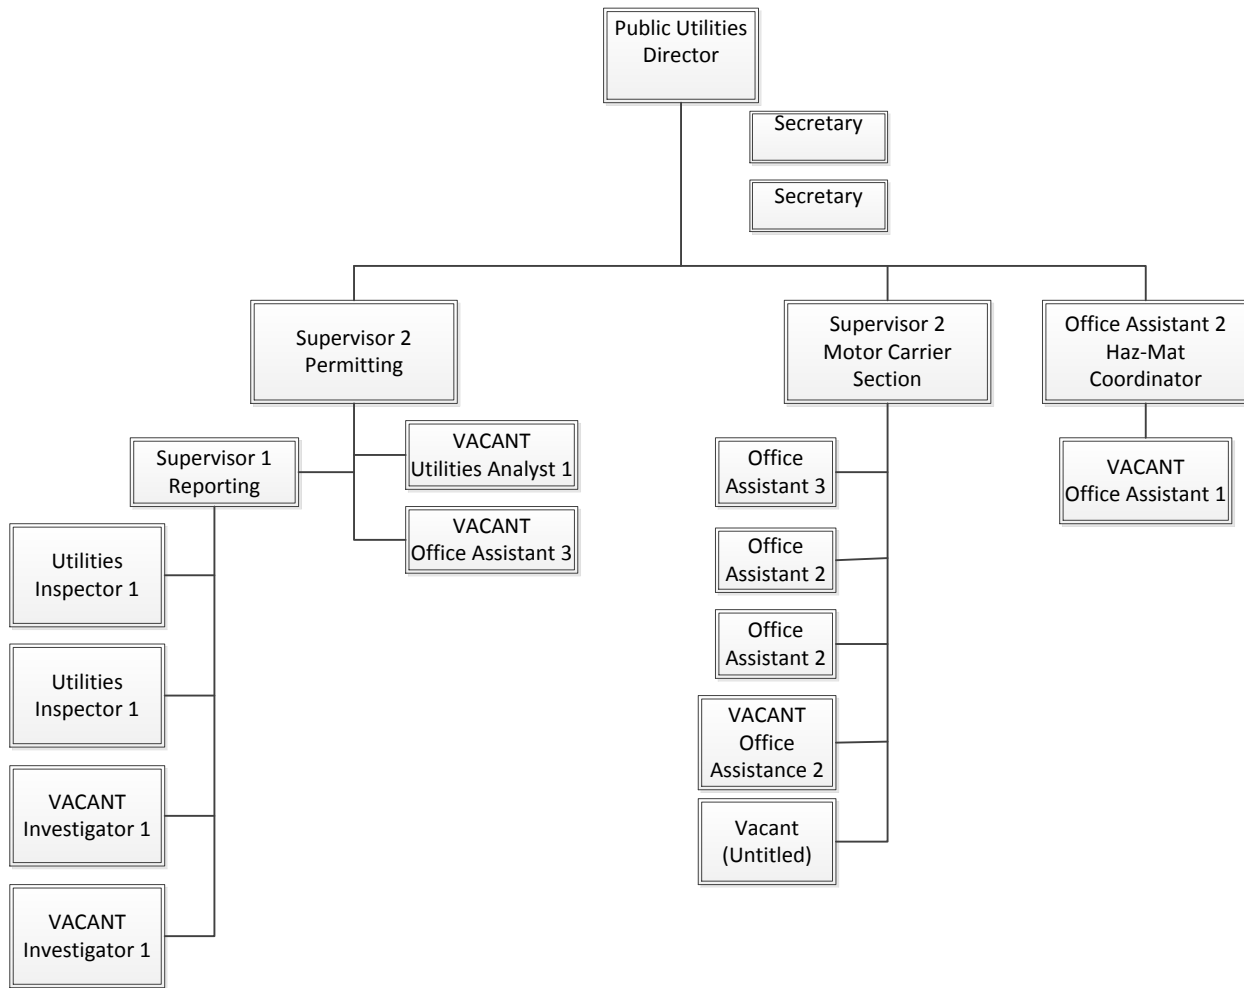 Public Utilities
Director
Secretary
Secretary
Supervisor 2
Permitting
Supervisor 2
Motor Carrier
Section
Office Assistant 2
Haz-Mat
Coordinator
Supervisor 1
Reporting
VACANT
Utilities Analyst 1
VACANT
Office Assistant 3
Utilities
Inspector 1
Utilities
Inspector 1
VACANT
Investigator 1
VACANT
Investigator 1
Office
Assistant 3
Office
Assistant 2
Office
Assistant 2
VACANT
Office
Assistance 2
Vacant
(Untitled)
VACANT
Office Assistant 1